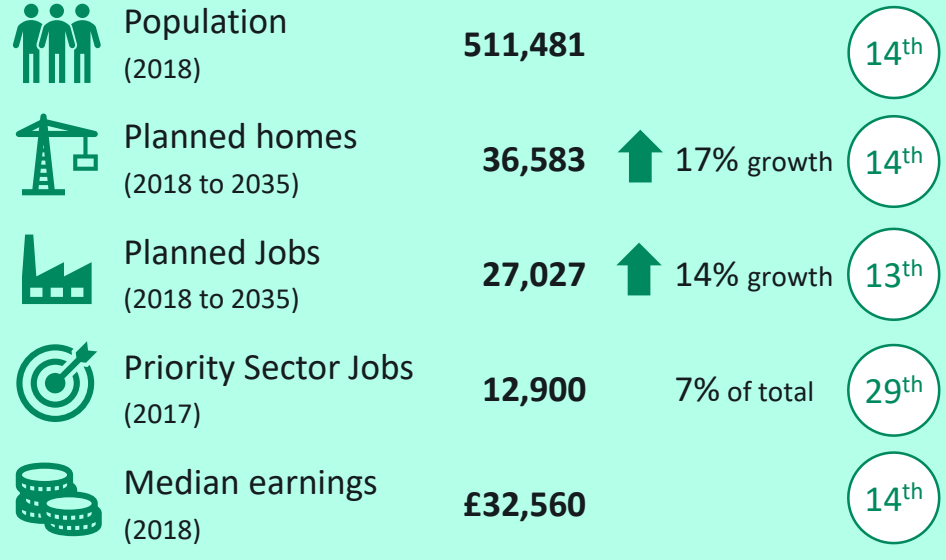 Population
(2018)
511,481
14th
Planned homes
(2018 to 2035)
36,583
17% growth
14th
Planned Jobs
(2018 to 2035)
27,027
14% growth
13th
Priority Sector Jobs
(2017)
12,900
7% of total
29th
Median earnings
(2018)
£32,560
14th